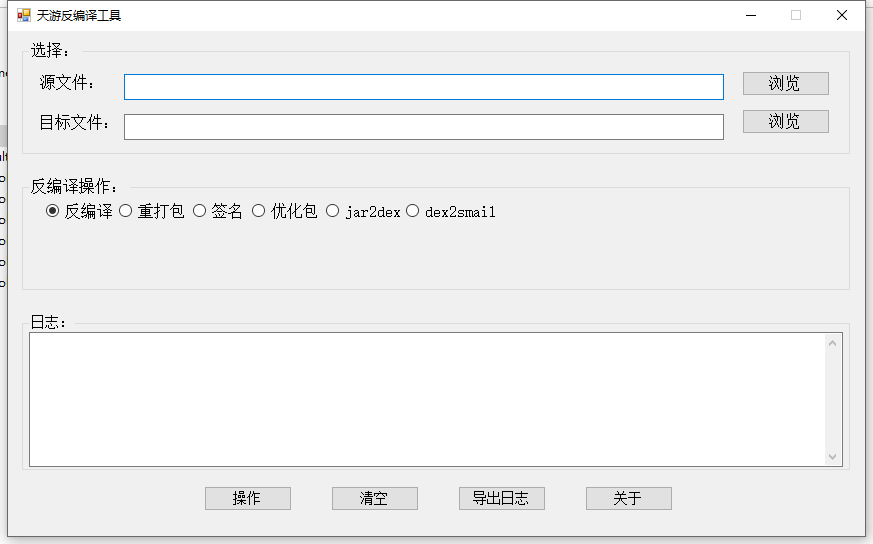 天游反编译工具
选择:
源文件: 浏览
目标文件: 浏览
反编译操作:
反编译 重打包 签名 优化包 jar2dex dex2smail
日志:
操作 清空 导出日志 关于